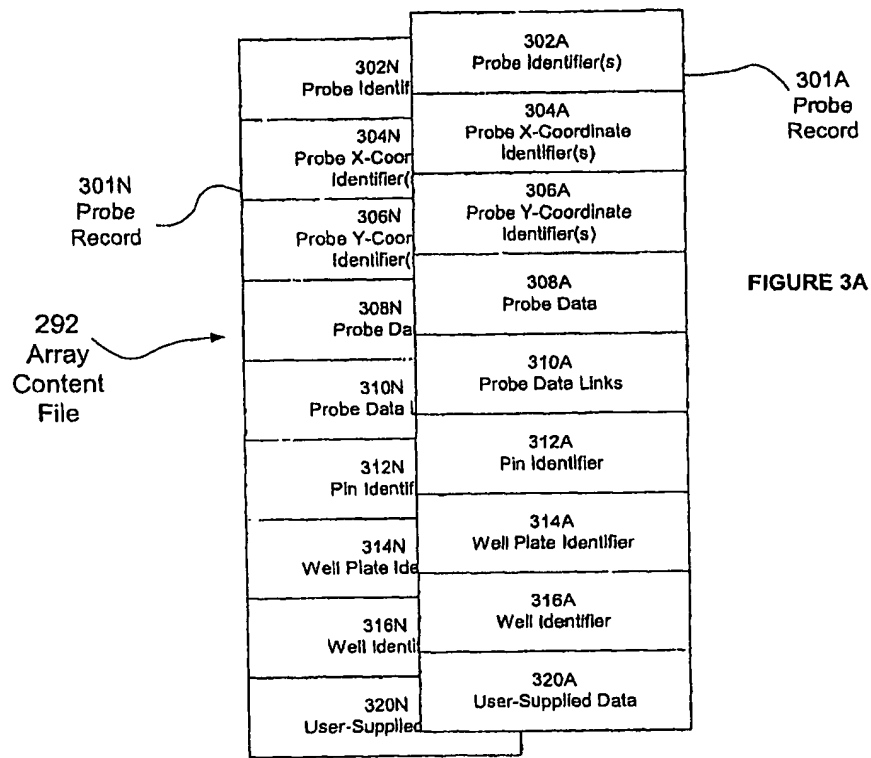 302A
Probe Identifier(s)
304A
Probe X-Coordinate
Identifier(s)
306A
Probe Y-Coordinate
Identifier(s)
308A
Probe Data
310A
Probe Data Links
312A
Pin Identifier
314A
Well Plate Identifier
316A
Well Identifier
320A
User-Supplied Data
302N
Probe Identif
304N
Probe X-Coor
Identifier(
306N
Probe Y-Coor
Identifier(
308N
Probe Da
310N
Probe Data L
312N
Pin Identif
314N
Well Plate Ide
316N
Well Identi
320N
User-Supplied
301A
Probe
Record
301N
Probe
Record
292
Array
Content
File
FIGURE 3A